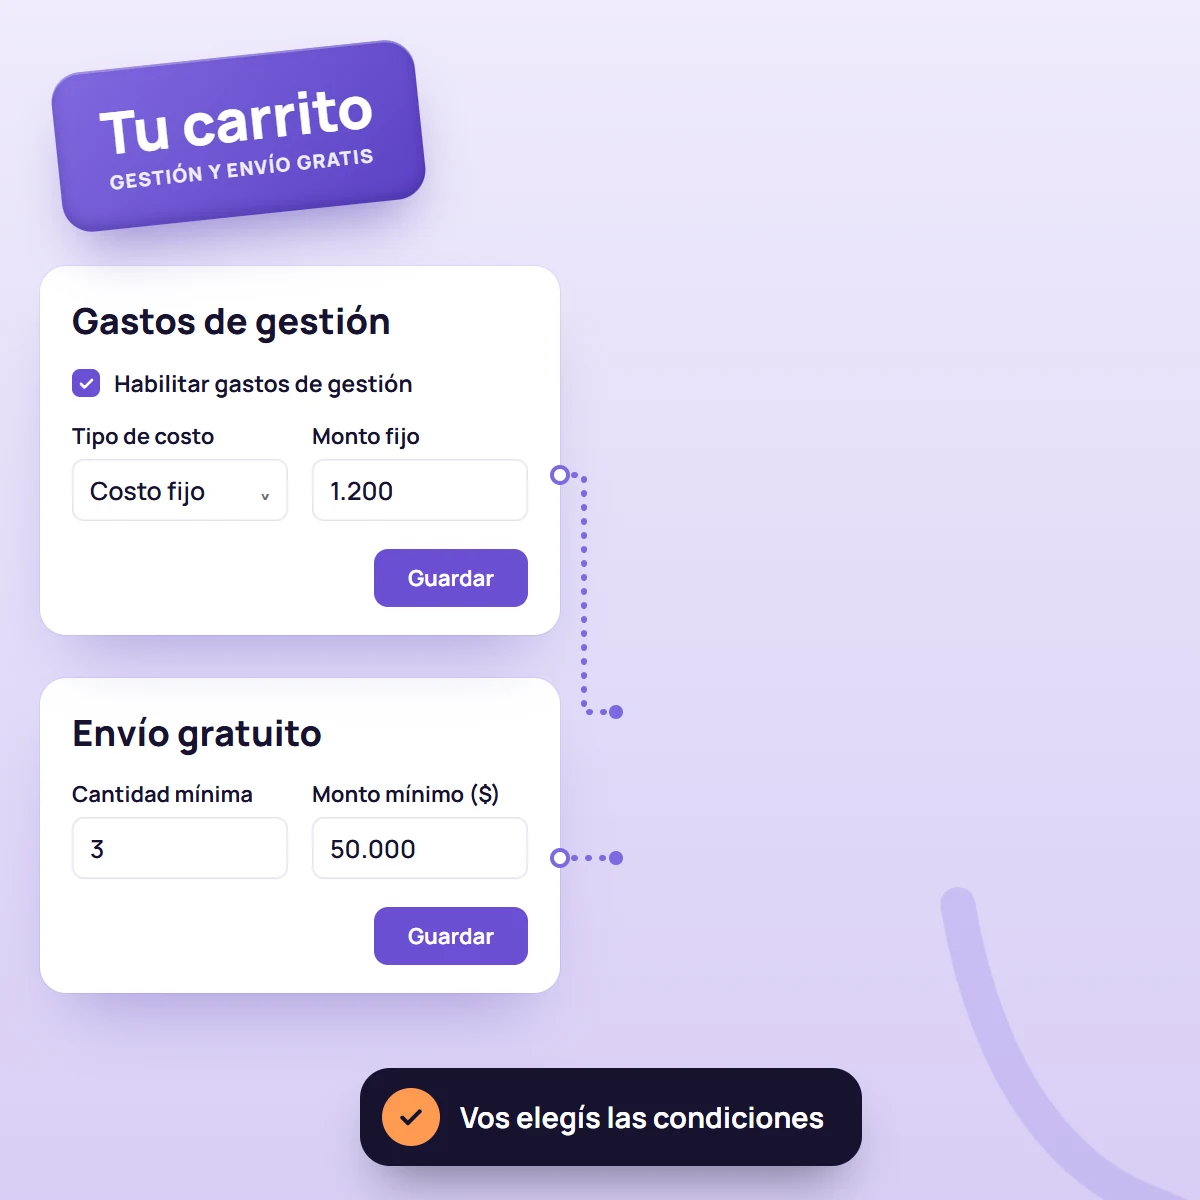 Tu carrito
GESTIÓN Y ENVÍO GRATIS
Gastos de gestión
Habilitar gastos de gestión
Tipo de costo
Monto fijo
Costo fijo
1.200
Guardar
Envío gratuito
Cantidad mínima
Monto mínimo ($)
3
50.000
Guardar
Vos elegís las condiciones